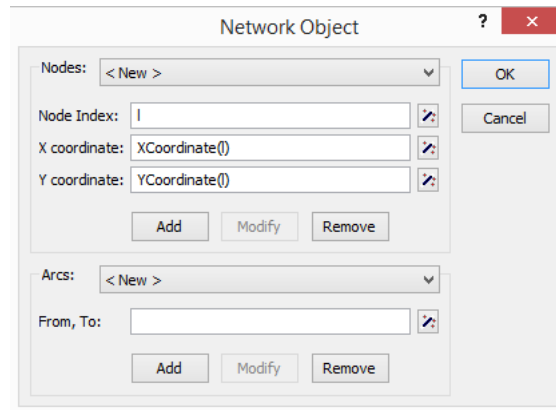 Network Object
?
×
Nodes: < New >
OK
Node Index: l
Cancel
X coordinate: XCoordinate(l)
Y coordinate: YCoordinate(l)
Add Modify Remove
Arcs: < New >
From, To:
Add Modify Remove